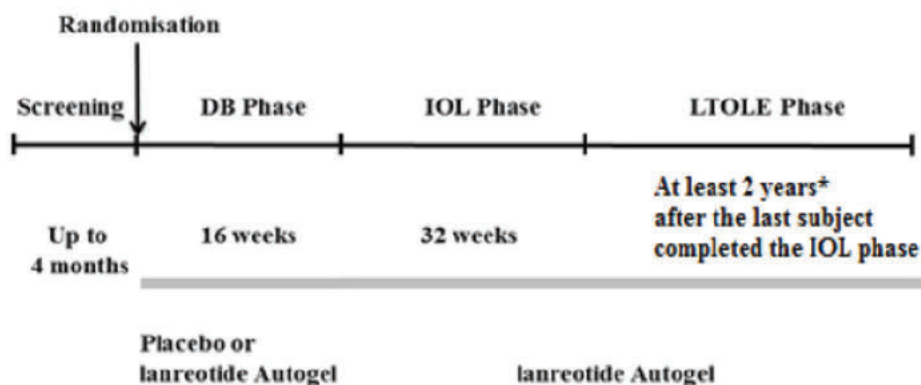 Randomisation
Screening DB Phase IOL Phase LTOLE Phase
Up to
4 months
16 weeks
32 weeks
At least 2 years*
after the last subject
completed the IOL phase
Placebo or
lanreotide Autogel
lanreotide Autogel